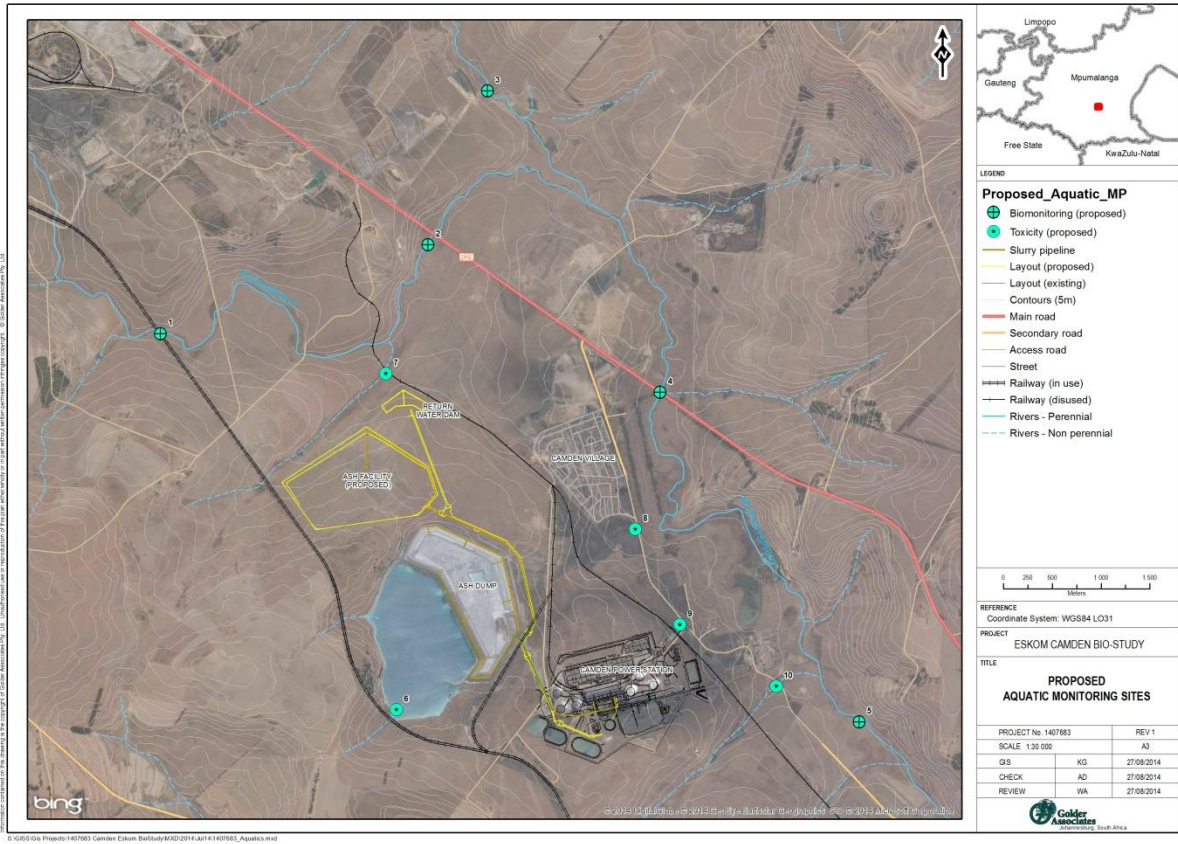 3
2
R29
1
7
RETURN
WATER DAM
4
CAMDEN VILLAGE
ASH FACILITY
(PROPOSED)
8
ASH DUMP
9
CAMDEN POWER STATION
10
6
5
bing
N
Limpopo
Gauteng
Mpumalanga
Free State
KwaZulu-Natal
LEGEND
Proposed_Aquatic_MP
Biomonitoring (proposed)
Toxicity (proposed)
Slurry pipeline
Layout (proposed)
Layout (existing)
Contours (5m)
Main road
Secondary road
Access road
Street
Railway (in use)
Railway (disused)
Rivers - Perennial
Rivers - Non perennial
0 250 500 1 000 1 500
Meters
REFERENCE
Coordinate System: WGS84 LO31
PROJECT
ESKOM CAMDEN BIO-STUDY
TITLE
PROPOSED
AQUATIC MONITORING SITES
PROJECT No. 1407683 REV 1
SCALE 1:30 000 A3
GIS KG 27/08/2014
CHECK AD 27/08/2014
REVIEW WA 27/08/2014
Golder
Associates
Johannesburg, South Africa